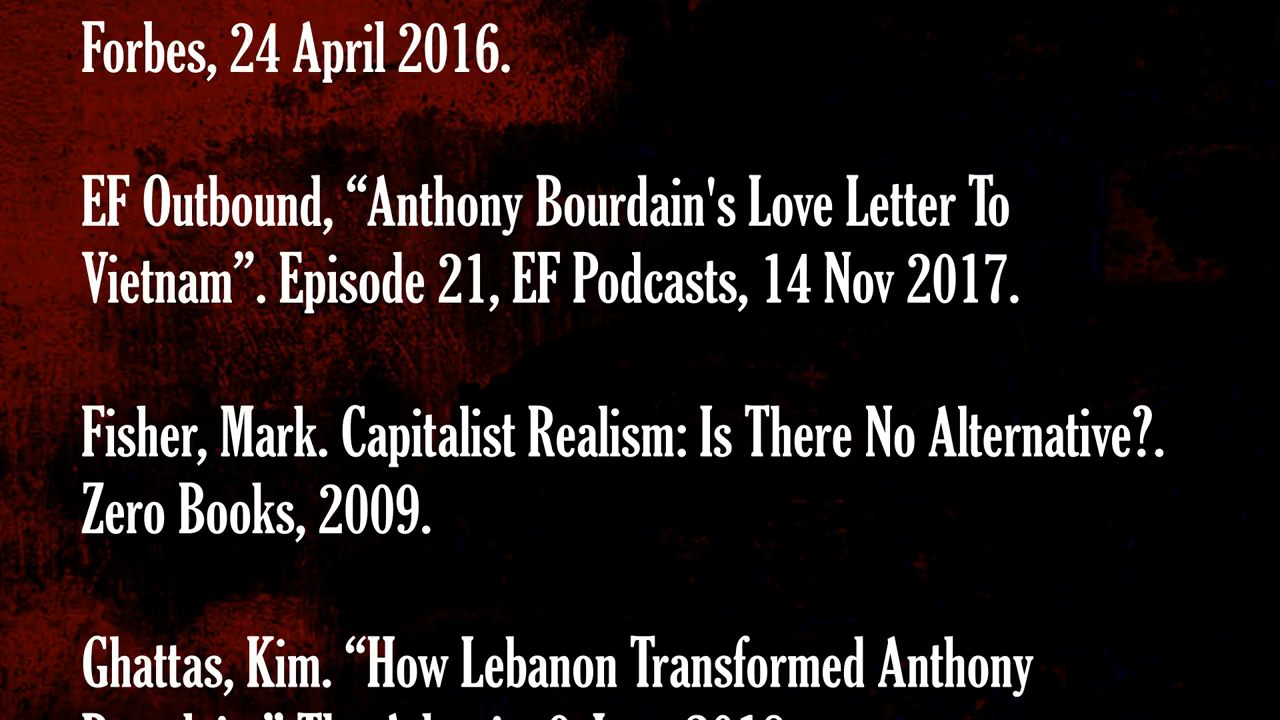 Forbes, 24 April 2016.
EF Outbound, “Anthony Bourdain's Love Letter To
Vietnam”. Episode 21, EF Podcasts, 14 Nov 2017.
Fisher, Mark. Capitalist Realism: Is There No Alternative?.
Zero Books, 2009.
Ghattas, Kim. “How Lebanon Transformed Anthony